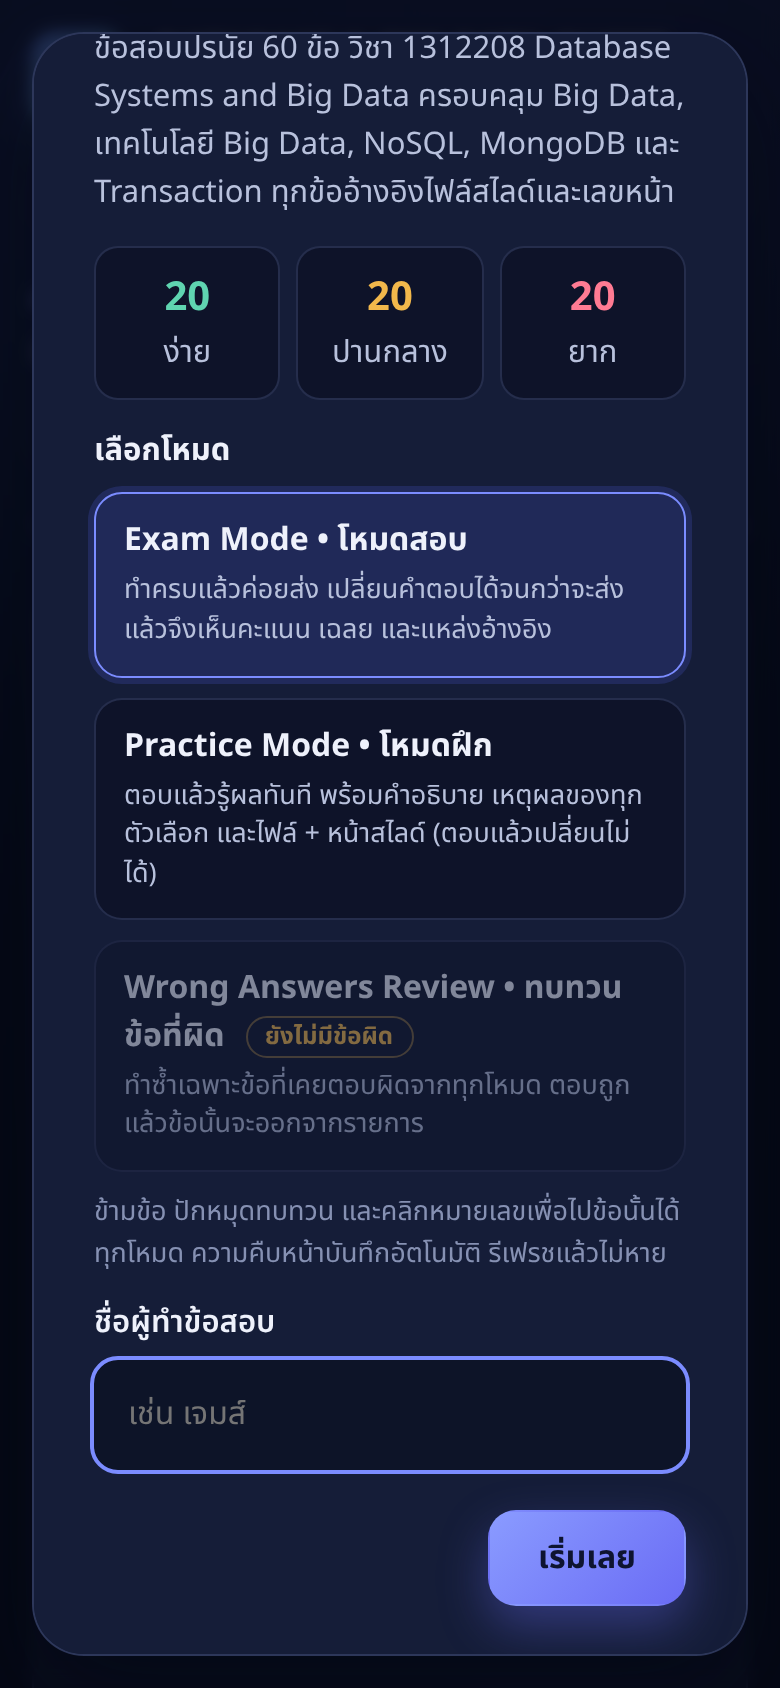 ข้อสอบปรนัย 60 ข้อ วิชา 1312208 Database
Systems and Big Data ครอบคลุม Big Data,
เทคโนโลยี Big Data, NoSQL, MongoDB และ
Transaction ทุกข้ออ้างอิงไฟล์สไลด์และเลขหน้า
20
ง่าย
20
ปานกลาง
20
ยาก
เลือกโหมด
Exam Mode • โหมดสอบ
ทำครบแล้วค่อยส่ง เปลี่ยนคำตอบได้จนกว่าจะส่ง
แล้วจึงเห็นคะแนน เฉลย และแหล่งอ้างอิง
Practice Mode • โหมดฝึก
ตอบแล้วรู้ผลทันที พร้อมคำอธิบาย เหตุผลของทุก
ตัวเลือก และไฟล์ + หน้าสไลด์ (ตอบแล้วเปลี่ยนไม่
ได้)
Wrong Answers Review • ทบทวน
ข้อที่ผิด ยังไม่มีข้อผิด
ทำซ้ำเฉพาะข้อที่เคยตอบผิดจากทุกโหมด ตอบถูก
แล้วข้อนั้นจะออกจากรายการ
ข้ามข้อ ปักหมุดทบทวน และคลิกหมายเลขเพื่อไปข้อนั้นได้
ทุกโหมด ความคืบหน้าบันทึกอัตโนมัติ รีเฟรชแล้วไม่หาย
ชื่อผู้ทำข้อสอบ
เช่น เจมส์
เริ่มเลย